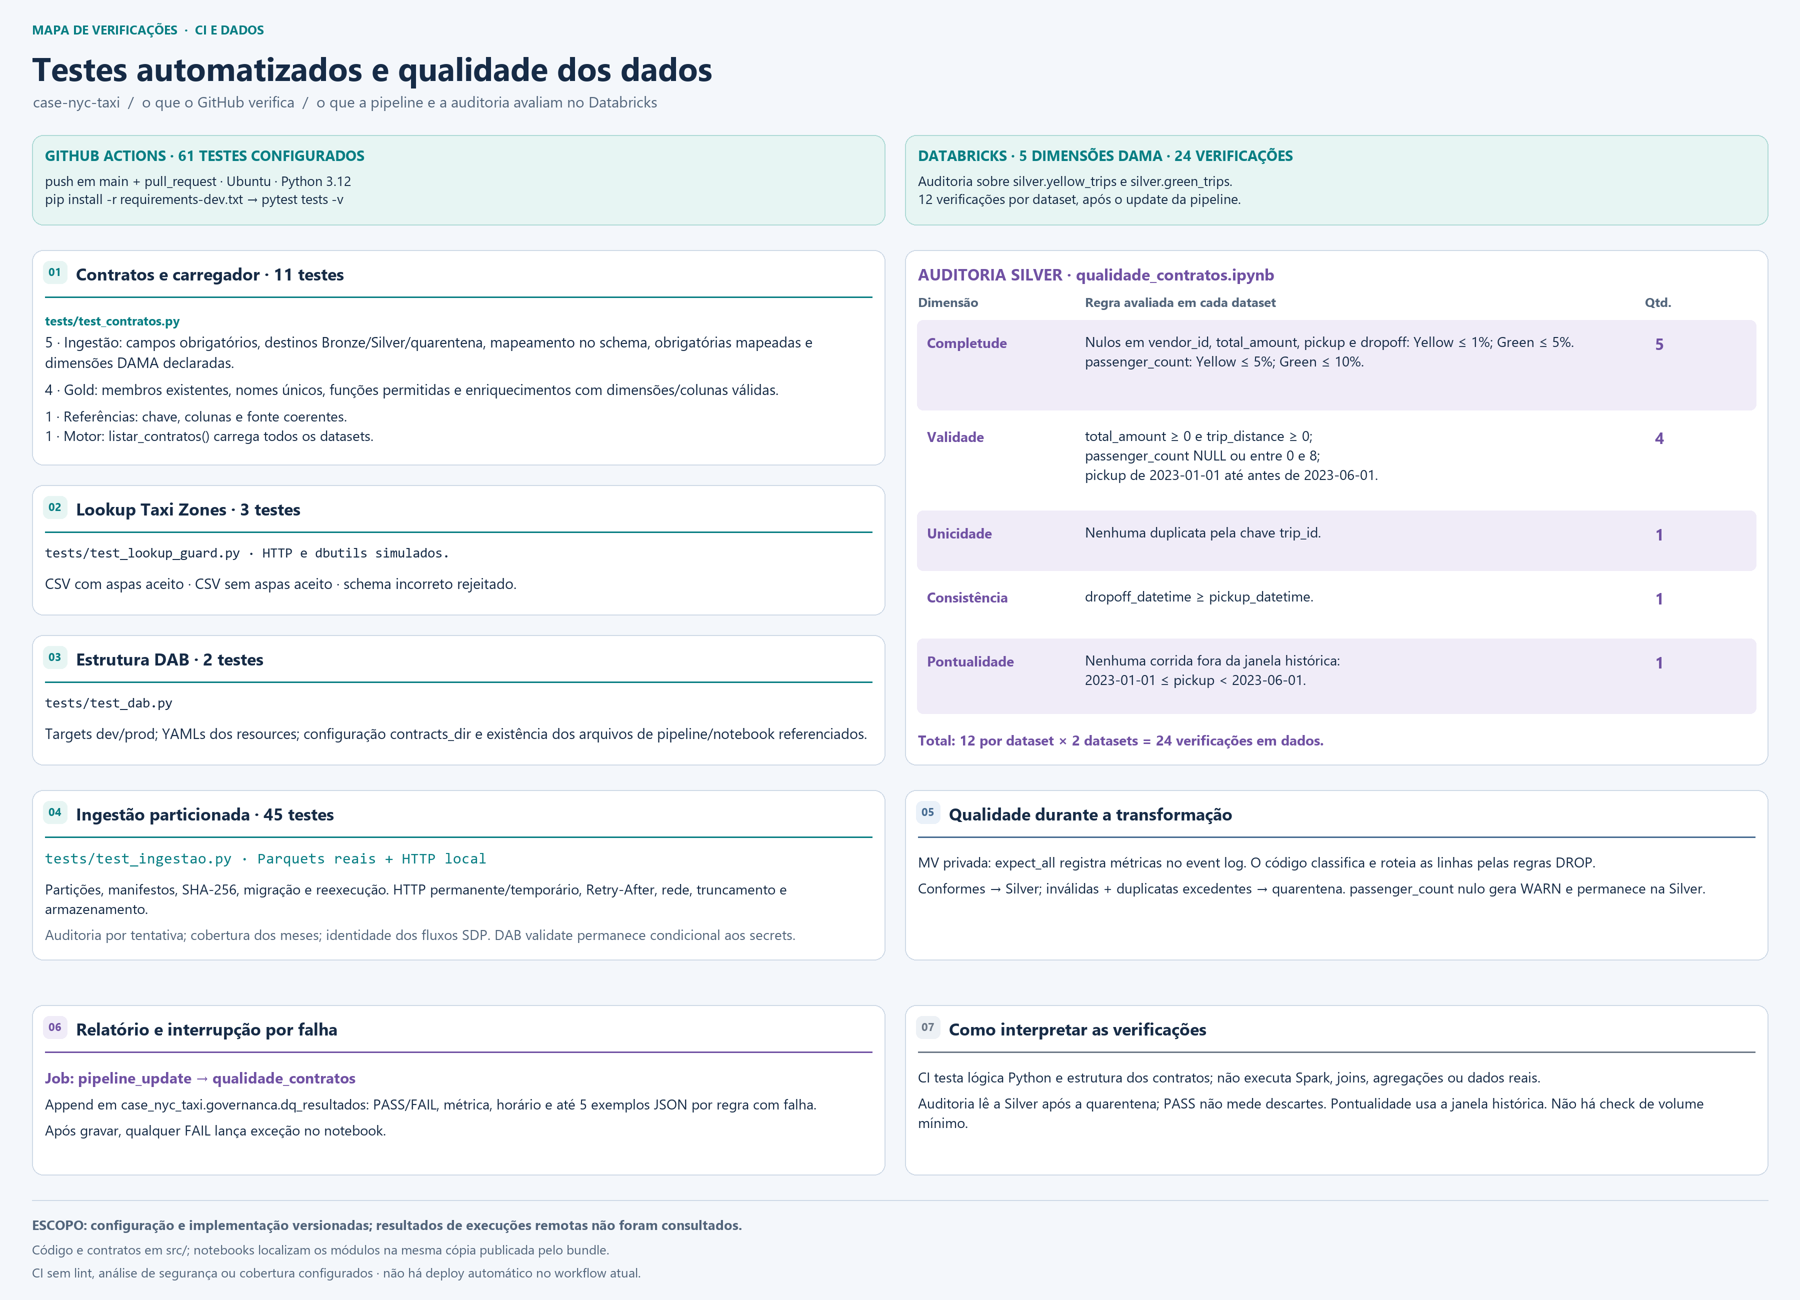 MAPA DE VERIFICAÇÕES · CI E DADOS
Testes automatizados e qualidade dos dados
case-nyc-taxi / o que o GitHub verifica / o que a pipeline e a auditoria avaliam no Databricks
GITHUB ACTIONS · 61 TESTES CONFIGURADOS
push em main + pull_request · Ubuntu · Python 3.12
pip install -r requirements-dev.txt → pytest tests -v
DATABRICKS · 5 DIMENSÕES DAMA · 24 VERIFICAÇÕES
Auditoria sobre silver.yellow_trips e silver.green_trips.
12 verificações por dataset, após o update da pipeline.
01 Contratos e carregador · 11 testes
tests/test_contratos.py
5 · Ingestão: campos obrigatórios, destinos Bronze/Silver/quarentena, mapeamento no schema, obrigatórias mapeadas e
dimensões DAMA declaradas.
4 · Gold: membros existentes, nomes únicos, funções permitidas e enriquecimentos com dimensões/colunas válidas.
1 · Referências: chave, colunas e fonte coerentes.
1 · Motor: listar_contratos() carrega todos os datasets.
02 Lookup Taxi Zones · 3 testes
tests/test_lookup_guard.py · HTTP e dbutils simulados.
CSV com aspas aceito · CSV sem aspas aceito · schema incorreto rejeitado.
03 Estrutura DAB · 2 testes
tests/test_dab.py
Targets dev/prod; YAMLs dos resources; configuração contracts_dir e existência dos arquivos de pipeline/notebook referenciados.
AUDITORIA SILVER · qualidade_contratos.ipynb
Dimensão Regra avaliada em cada dataset Qtd.
Completude Nulos em vendor_id, total_amount, pickup e dropoff: Yellow ≤ 1%; Green ≤ 5%. 5
passenger_count: Yellow ≤ 5%; Green ≤ 10%.
Validade total_amount ≥ 0 e trip_distance ≥ 0; 4
passenger_count NULL ou entre 0 e 8;
pickup de 2023-01-01 até antes de 2023-06-01.
Unicidade Nenhuma duplicata pela chave trip_id. 1
Consistência dropoff_datetime ≥ pickup_datetime. 1
Pontualidade Nenhuma corrida fora da janela histórica: 1
2023-01-01 ≤ pickup < 2023-06-01.
Total: 12 por dataset × 2 datasets = 24 verificações em dados.
04 Ingestão particionada · 45 testes
tests/test_ingestao.py · Parquets reais + HTTP local
Partições, manifestos, SHA-256, migração e reexecução. HTTP permanente/temporário, Retry-After, rede, truncamento e
armazenamento.
Auditoria por tentativa; cobertura dos meses; identidade dos fluxos SDP. DAB validate permanece condicional aos secrets.
05 Qualidade durante a transformação
MV privada: expect_all registra métricas no event log. O código classifica e roteia as linhas pelas regras DROP.
Conformes → Silver; inválidas + duplicatas excedentes → quarentena. passenger_count nulo gera WARN e permanece na Silver.
06 Relatório e interrupção por falha
Job: pipeline_update → qualidade_contratos
Append em case_nyc_taxi.governanca.dq_resultados: PASS/FAIL, métrica, horário e até 5 exemplos JSON por regra com falha.
Após gravar, qualquer FAIL lança exceção no notebook.
07 Como interpretar as verificações
CI testa lógica Python e estrutura dos contratos; não executa Spark, joins, agregações ou dados reais.
Auditoria lê a Silver após a quarentena; PASS não mede descartes. Pontualidade usa a janela histórica. Não há check de volume
mínimo.
ESCOPO: configuração e implementação versionadas; resultados de execuções remotas não foram consultados.
Código e contratos em src/; notebooks localizam os módulos na mesma cópia publicada pelo bundle.
CI sem lint, análise de segurança ou cobertura configurados · não há deploy automático no workflow atual.